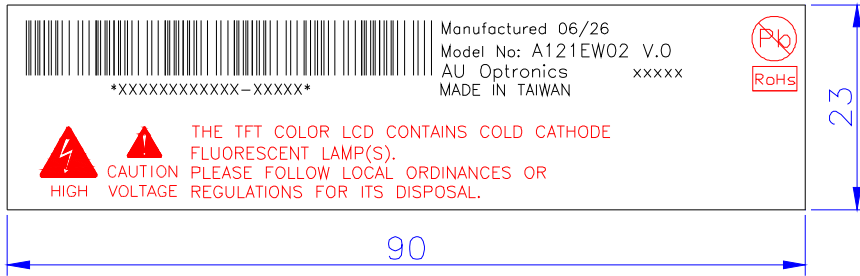 Manufactured 06/26
Model No: A121EW02 V.0
AU Optronics xxxxx
MADE IN TAIWAN
*XXXXXXXXXXXX-XXXXX*
Pb
RoHs
23
THE TFT COLOR LCD CONTAINS COLD CATHODE
FLUORESCENT LAMP(S).
CAUTION PLEASE FOLLOW LOCAL ORDINANCES OR
HIGH VOLTAGE REGULATIONS FOR ITS DISPOSAL.
90